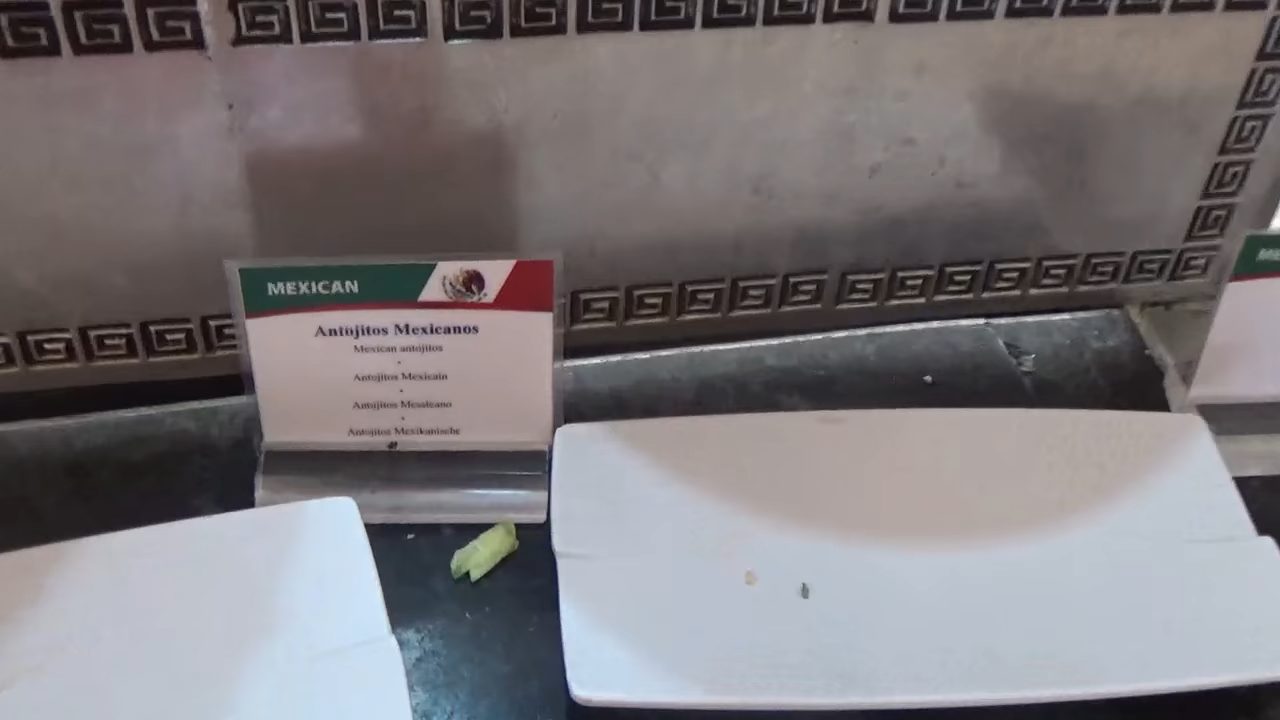 MEXICAN
Antojitos Mexicanos
Mexican antojitos
Antojitos Mexicain
Antojitos Messicano
Antojitos Mexikanische